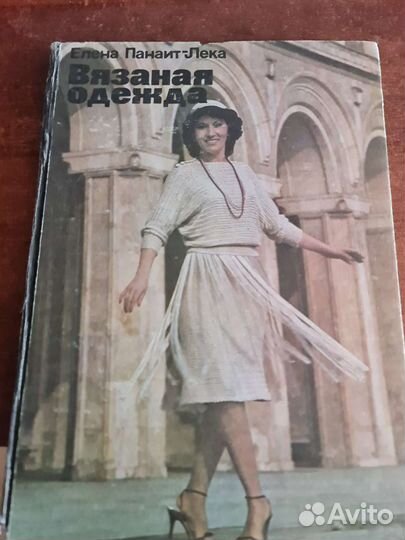 Елена Панаит-Лека
Вязаная
одежда
Avito